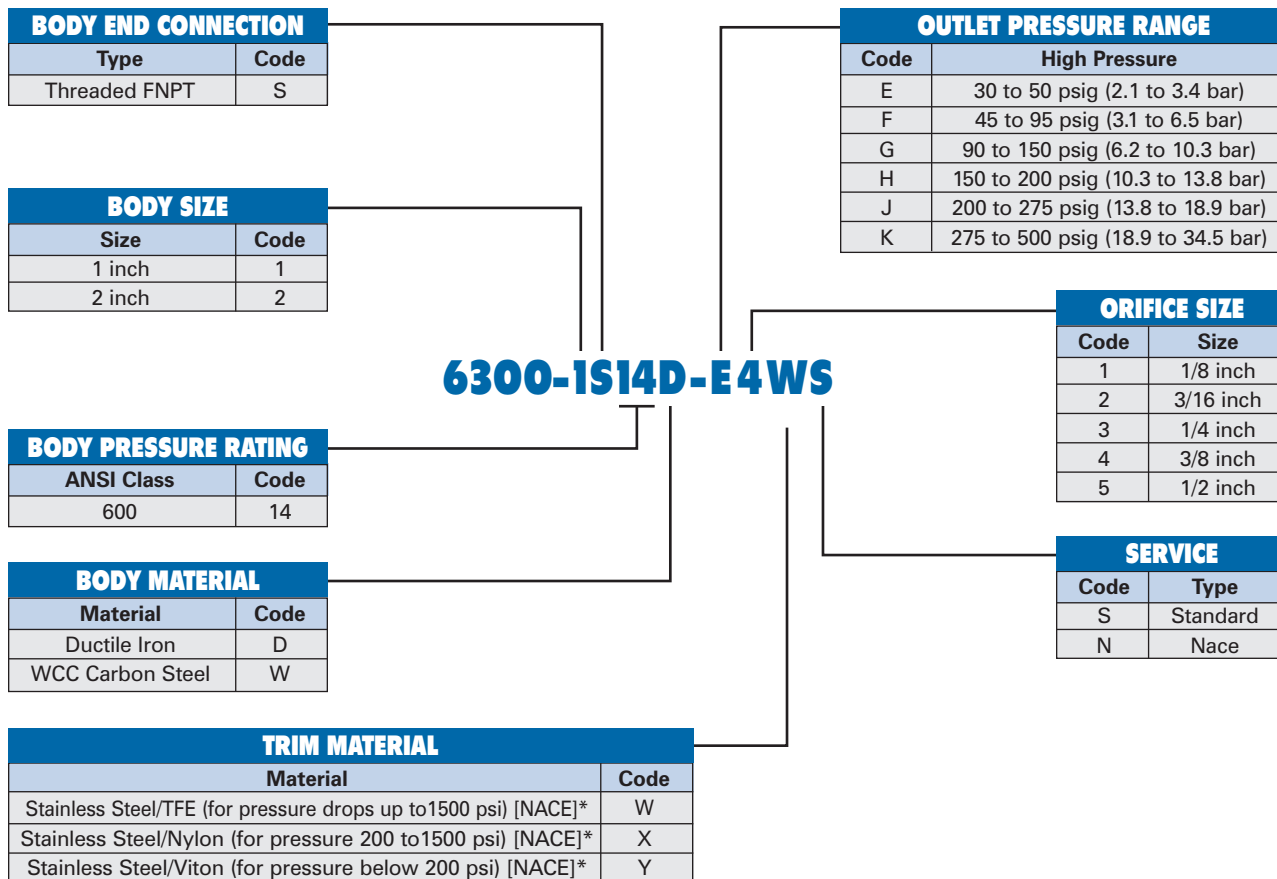 BODY END CONNECTION
Type Code
Threaded FNPT S
BODY SIZE
Size Code
1 inch 1
2 inch 2
OUTLET PRESSURE RANGE
Code High Pressure
E 30 to 50 psig (2.1 to 3.4 bar)
F 45 to 95 psig (3.1 to 6.5 bar)
G 90 to 150 psig (6.2 to 10.3 bar)
H 150 to 200 psig (10.3 to 13.8 bar)
J 200 to 275 psig (13.8 to 18.9 bar)
K 275 to 500 psig (18.9 to 34.5 bar)
ORIFICE SIZE
Code Size
1 1/8 inch
2 3/16 inch
3 1/4 inch
4 3/8 inch
5 1/2 inch
6300-1S14D-E4WS
BODY PRESSURE RATING
ANSI Class Code
600 14
BODY MATERIAL
Material Code
Ductile Iron D
WCC Carbon Steel W
SERVICE
Code Type
S Standard
N Nace
TRIM MATERIAL
Material Code
Stainless Steel/TFE (for pressure drops up to1500 psi) [NACE]* W
Stainless Steel/Nylon (for pressure 200 to1500 psi) [NACE]* X
Stainless Steel/Viton (for pressure below 200 psi) [NACE]* Y